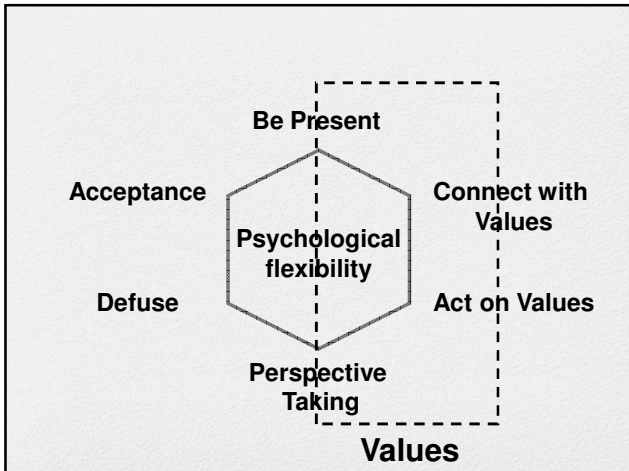 Be Present
Acceptance
Connect with
Values
Psychological
flexibility
Defuse
Act on Values
Perspective
Taking
Values